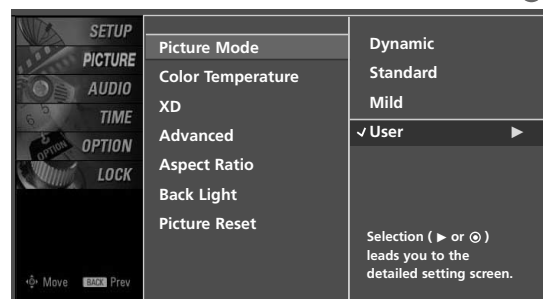 SETUP
PICTURE
AUDIO
TIME
OPTION
LOCK
Move BACK Prev
Picture Mode
Color Temperature
XD
Advanced
Aspect Ratio
Back Light
Picture Reset
Dynamic
Standard
Mild
✓ User ►
Selection ( ► or ⊙ )
leads you to the
detailed setting screen.